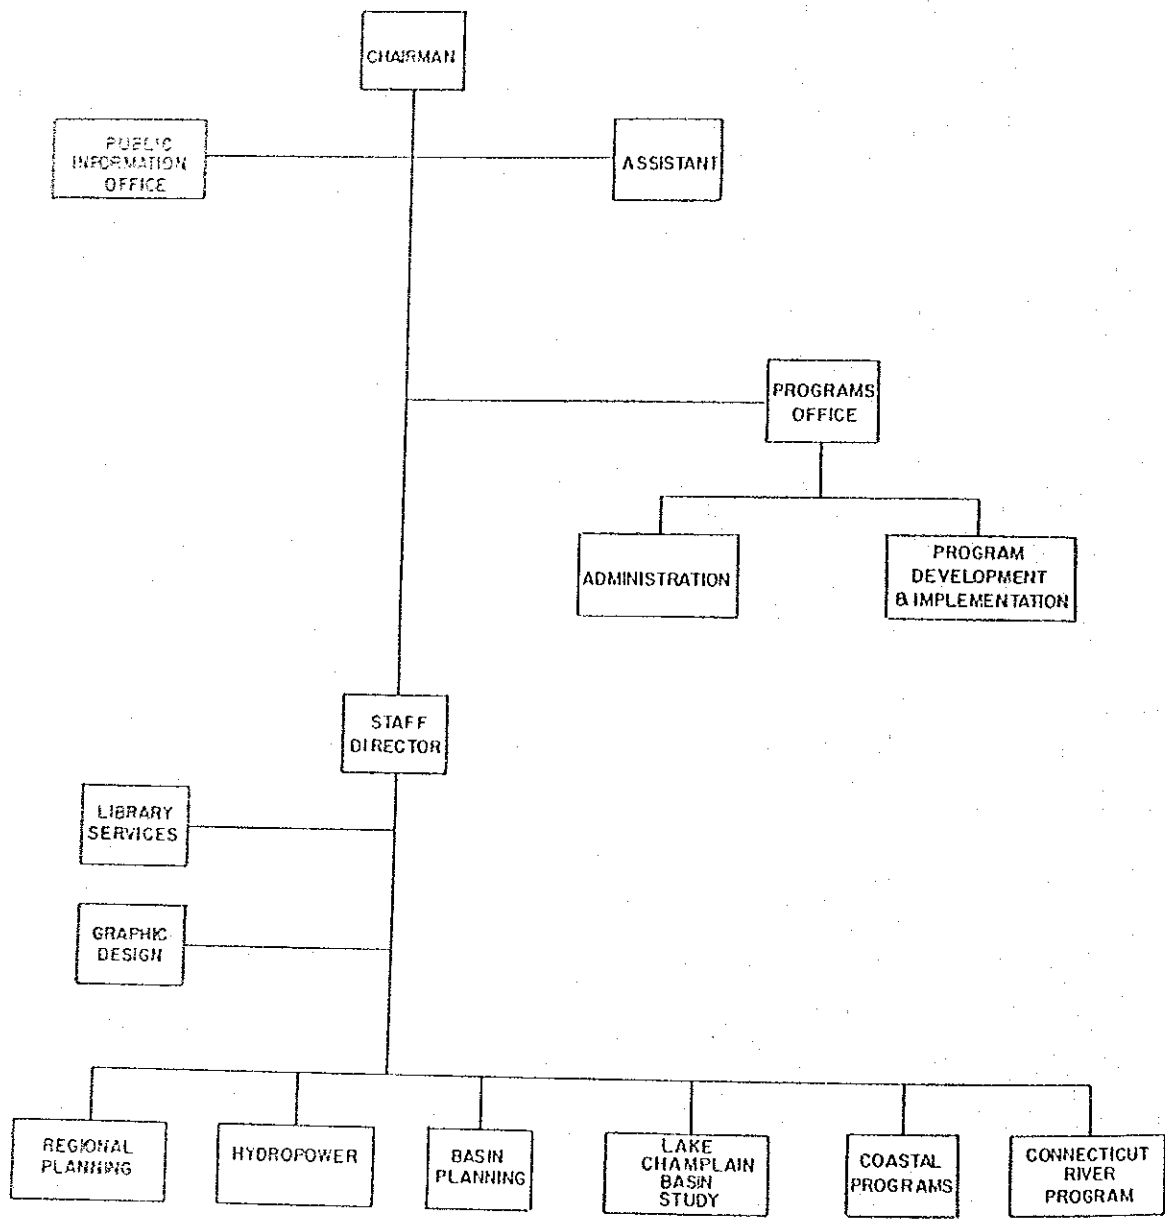 CHAIRMAN
PUBLIC
INFORMATION
OFFICE
ASSISTANT
PROGRAMS
OFFICE
ADMINISTRATION
PROGRAM
DEVELOPMENT
& IMPLEMENTATION
STAFF
DIRECTOR
LIBRARY
SERVICES
GRAPHIC
DESIGN
REGIONAL
PLANNING
HYDROPOWER
BASIN
PLANNING
LAKE
CHAMPLAIN
BASIN
STUDY
COASTAL
PROGRAMS
CONNECTICUT
RIVER
PROGRAM